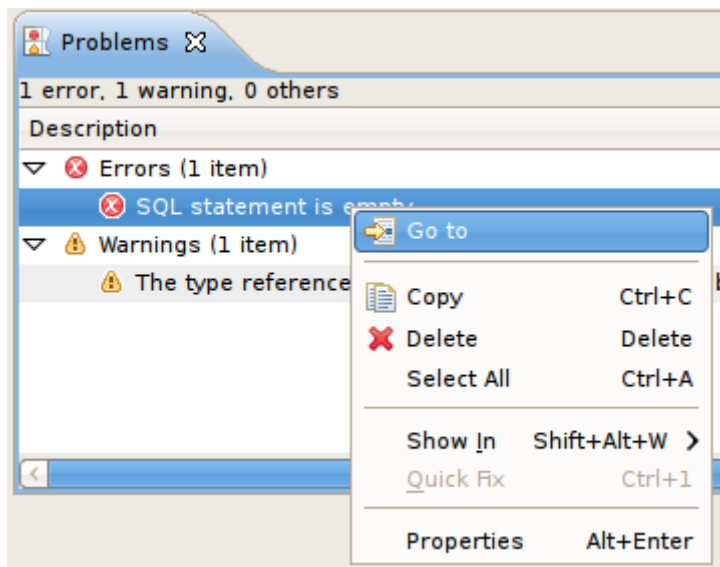 Problems
1 error, 1 warning, 0 others
Description
Errors (1 item)
SQL statement is empty
Warnings (1 item)
The type reference
Go to
Copy Ctrl+C
Delete Delete
Select All Ctrl+A
Show In Shift+Alt+W
Quick Fix Ctrl+1
Properties Alt+Enter